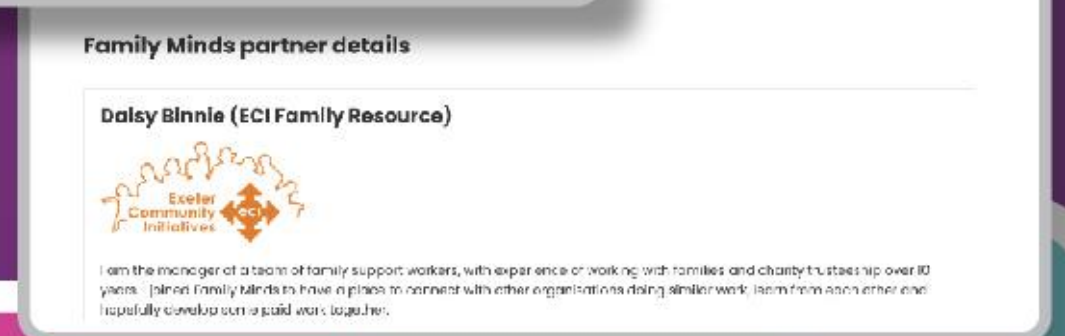 Family Minds partner details
Daisy Binnie (ECI Family Resource)
Exeter
Community
Initiatives
eci
I am the manager of a team of family support workers, with experience of working with families and charity trusteeship over 10
years. I joined Family Minds to have a place to connect with other organisations doing similar work, learn from each other and
hopefully develop some paid work together.